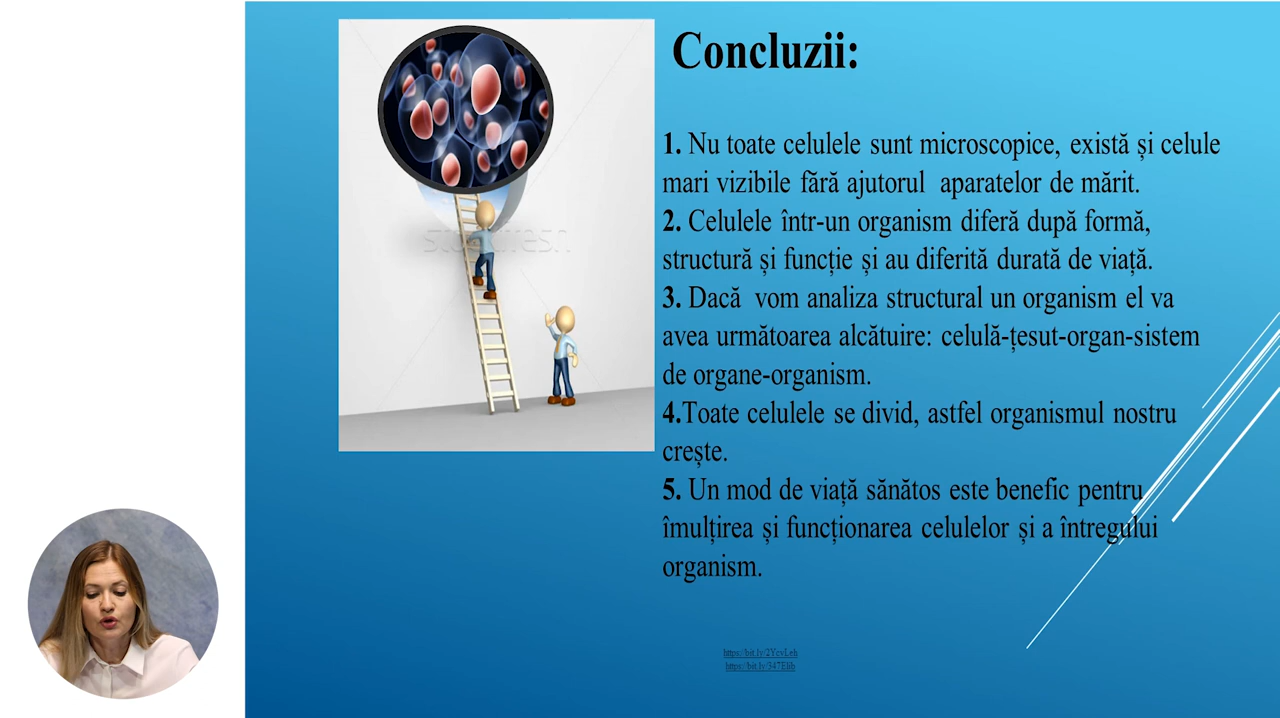 Concluzii:
1. Nu toate celulele sunt microscopice, există și celule
mari vizibile fără ajutorul aparatelor de mărit.
2. Celulele într-un organism diferă după formă,
structură și funcție și au diferită durată de viață.
3. Dacă vom analiza structural un organism el va
avea următoarea alcătuire: celulă-țesut-organ-sistem
de organe-organism.
4.Toate celulele se divid, astfel organismul nostru
crește.
5. Un mod de viață sănătos este benefic pentru
îmulțirea și funcționarea celulelor și a întregului
organism.
https://bit.ly/2YcvLeh